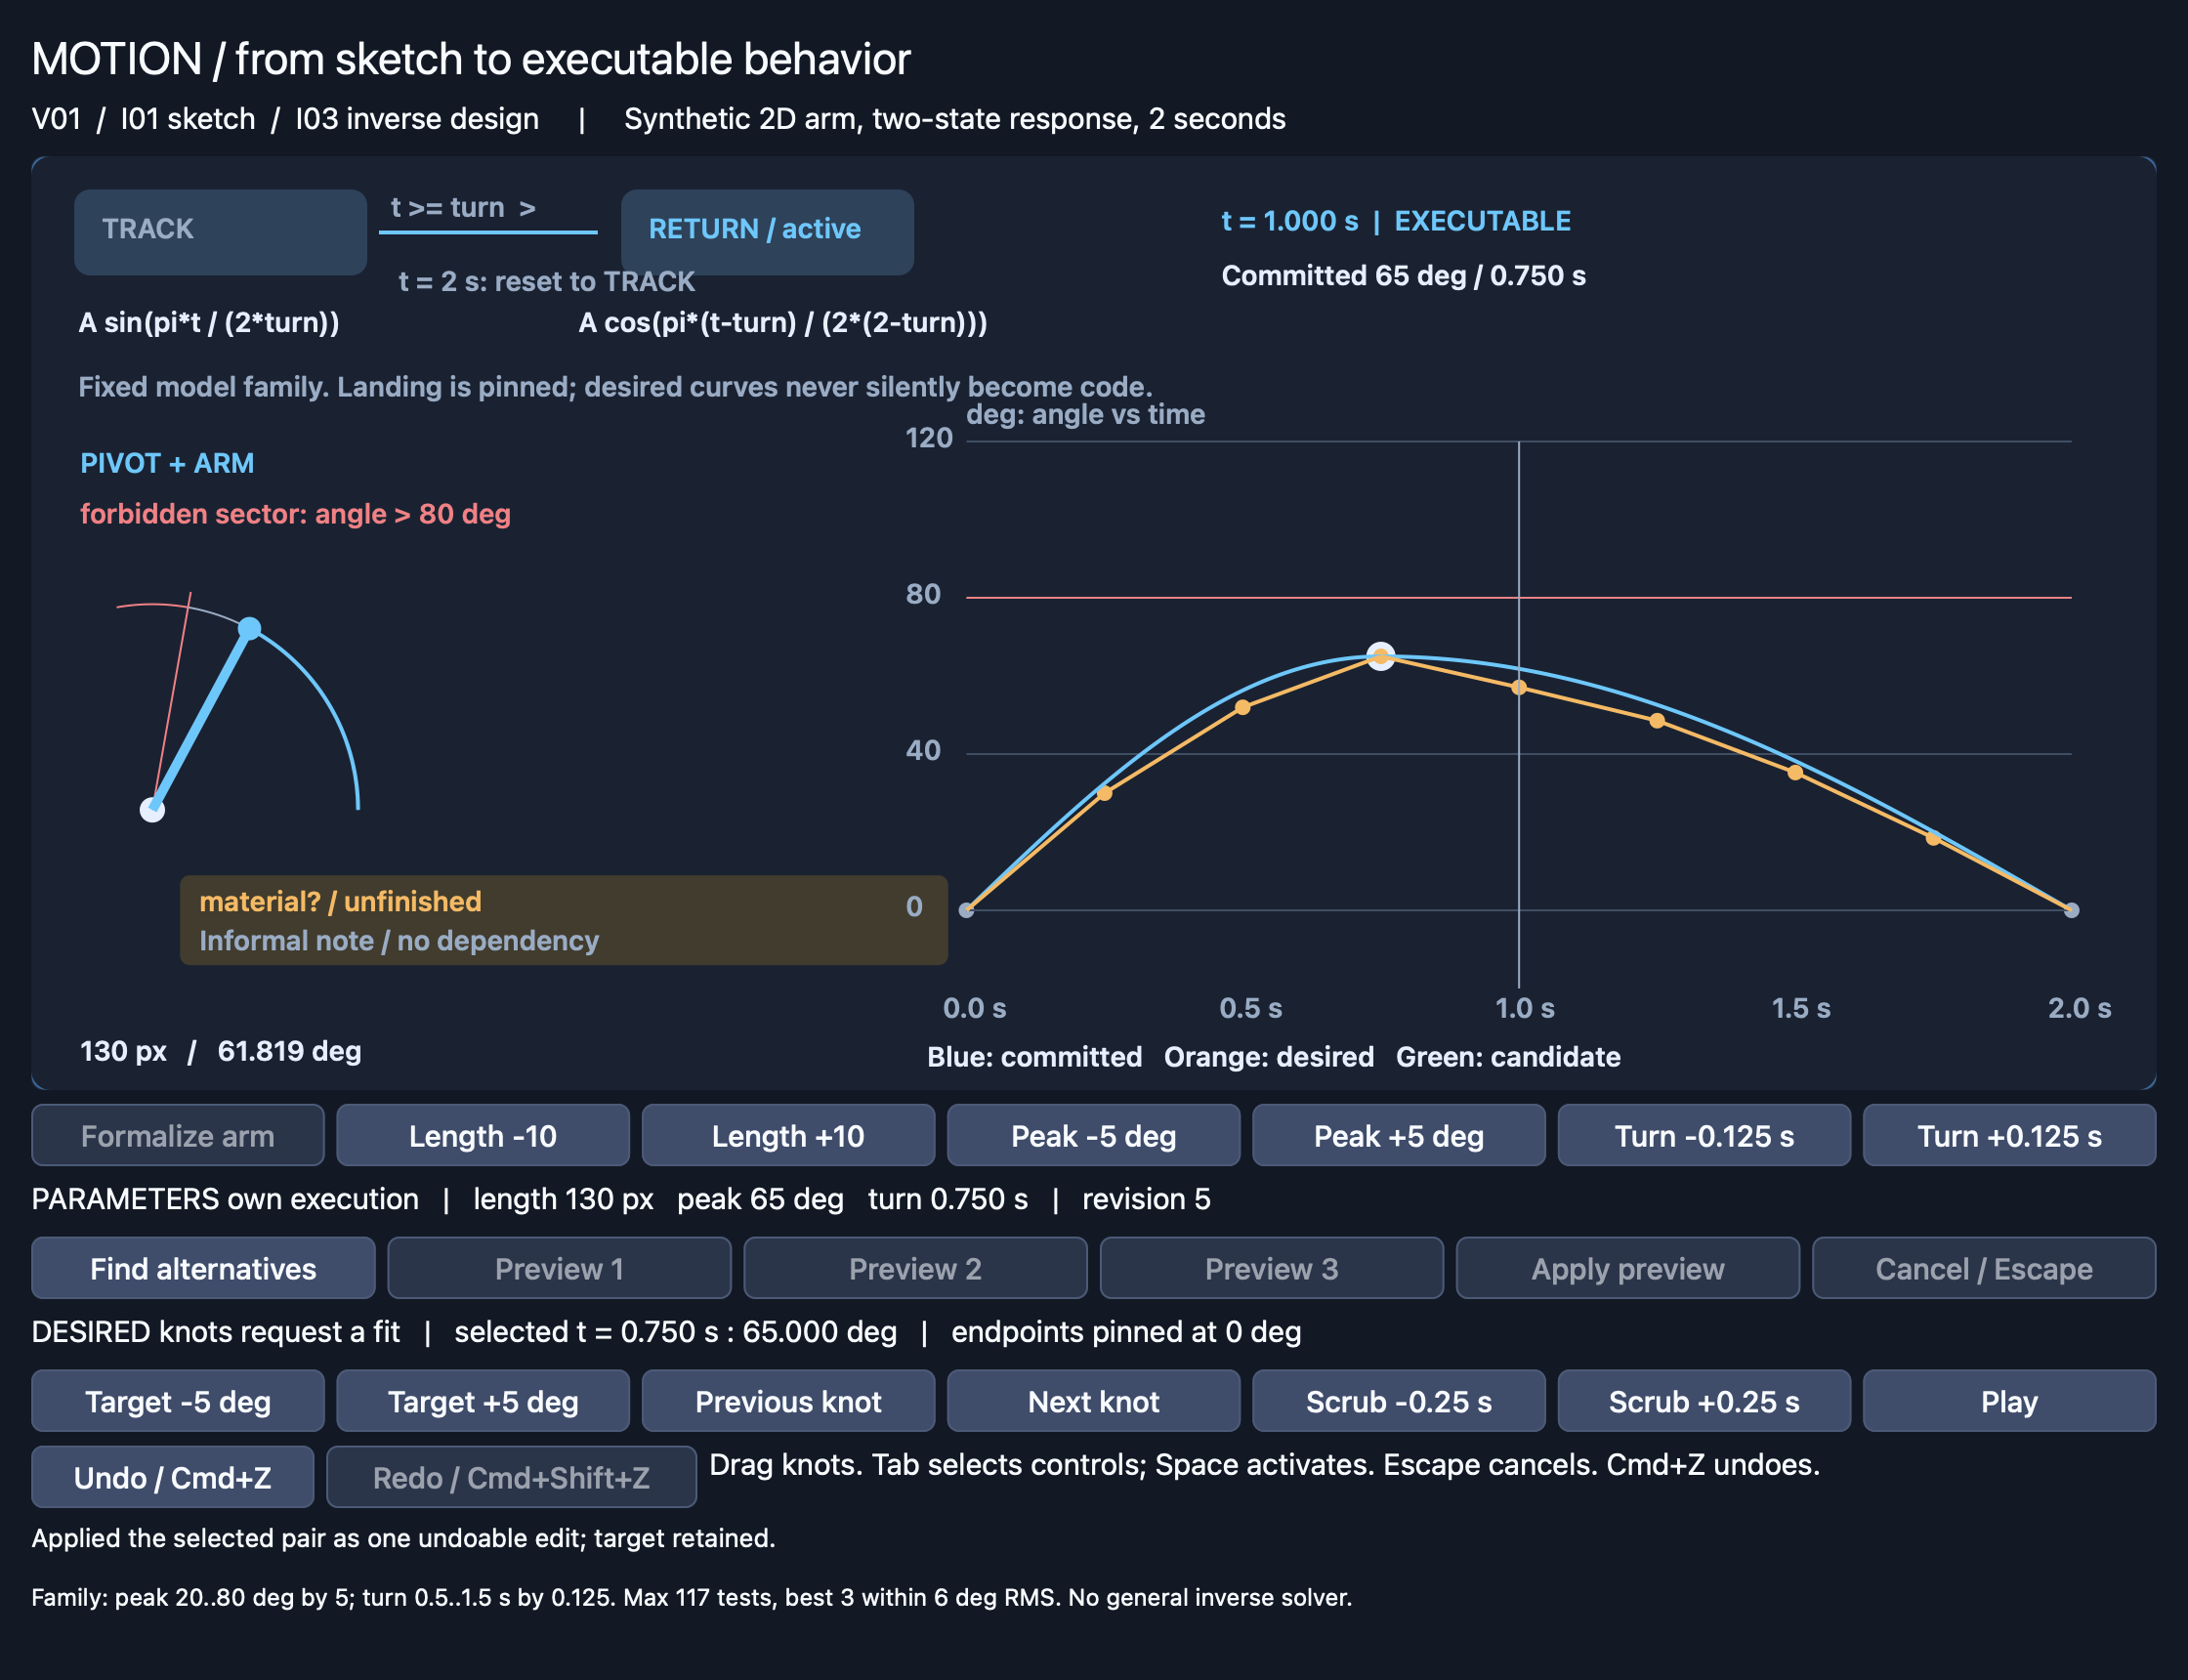 MOTION / from sketch to executable behavior
V01 / I01 sketch / I03 inverse design | Synthetic 2D arm, two-state response, 2 seconds
TRACK
t >= turn >
RETURN / active
t = 2 s: reset to TRACK
t = 1.000 s | EXECUTABLE
Committed 65 deg / 0.750 s
A sin(pi*t / (2*turn))
A cos(pi*(t-turn) / (2*(2-turn)))
Fixed model family. Landing is pinned; desired curves never silently become code.
PIVOT + ARM
forbidden sector: angle > 80 deg
material? / unfinished
Informal note / no dependency
130 px / 61.819 deg
deg: angle vs time
120
80
40
0
0.0 s 0.5 s 1.0 s 1.5 s 2.0 s
Blue: committed Orange: desired Green: candidate
Formalize arm Length -10 Length +10 Peak -5 deg Peak +5 deg Turn -0.125 s Turn +0.125 s
PARAMETERS own execution | length 130 px peak 65 deg turn 0.750 s | revision 5
Find alternatives Preview 1 Preview 2 Preview 3 Apply preview Cancel / Escape
DESIRED knots request a fit | selected t = 0.750 s : 65.000 deg | endpoints pinned at 0 deg
Target -5 deg Target +5 deg Previous knot Next knot Scrub -0.25 s Scrub +0.25 s Play
Undo / Cmd+Z Redo / Cmd+Shift+Z Drag knots. Tab selects controls; Space activates. Escape cancels. Cmd+Z undoes.
Applied the selected pair as one undoable edit; target retained.
Family: peak 20..80 deg by 5; turn 0.5..1.5 s by 0.125. Max 117 tests, best 3 within 6 deg RMS. No general inverse solver.